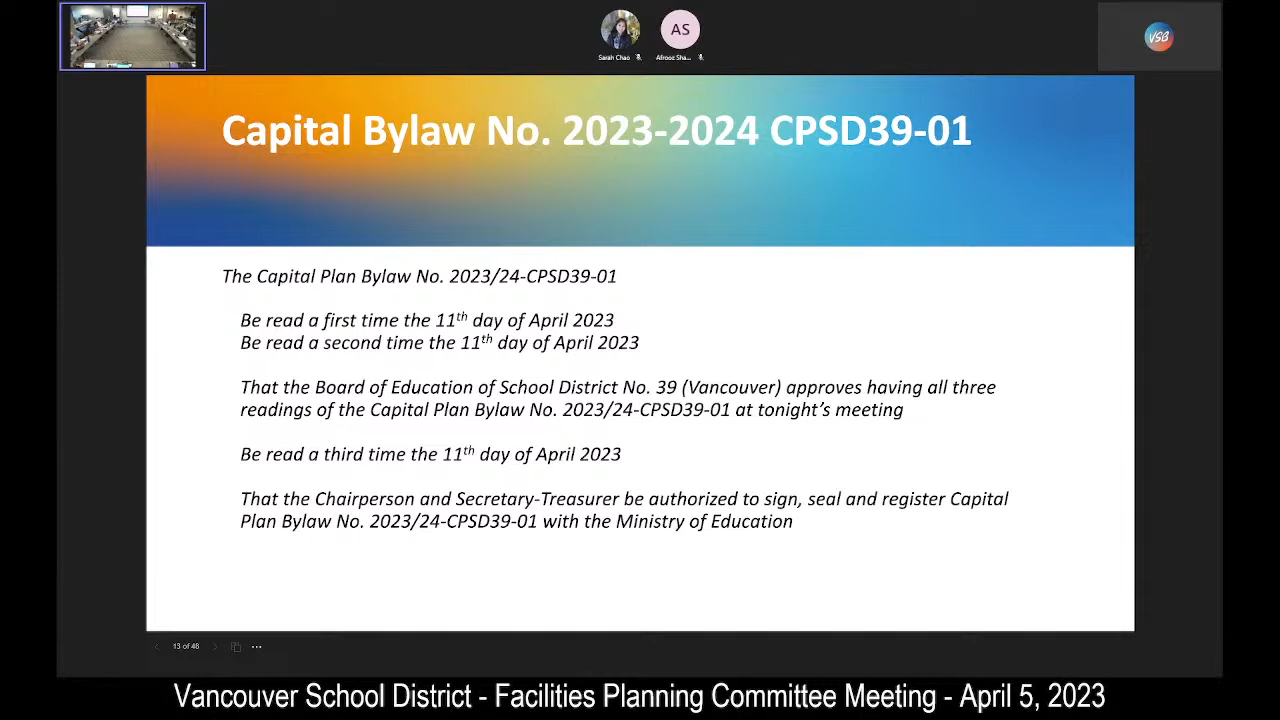 AS
VSB
Sarah Chao
Afrooz Sha...
Capital Bylaw No. 2023-2024 CPSD39-01
The Capital Plan Bylaw No. 2023/24-CPSD39-01
Be read a first time the 11th day of April 2023
Be read a second time the 11th day of April 2023
That the Board of Education of School District No. 39 (Vancouver) approves having all three
readings of the Capital Plan Bylaw No. 2023/24-CPSD39-01 at tonight's meeting
Be read a third time the 11th day of April 2023
That the Chairperson and Secretary-Treasurer be authorized to sign, seal and register Capital
Plan Bylaw No. 2023/24-CPSD39-01 with the Ministry of Education
13 of 48
Vancouver School District - Facilities Planning Committee Meeting - April 5, 2023